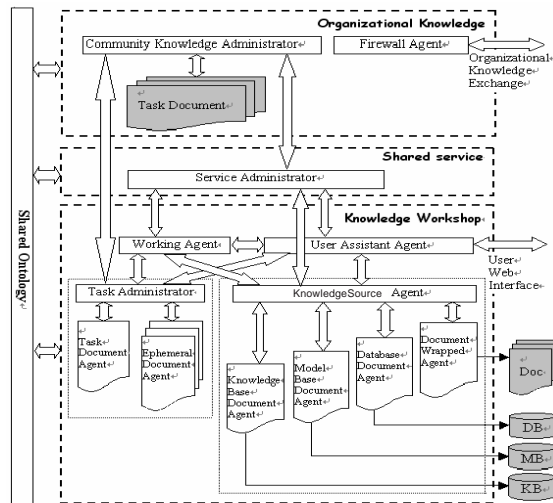 Organizational Knowledge
Community Knowledge Administrator
Firewall Agent
Organizational
Knowledge
Exchange
Task Document
Shared service
Service Administrator
Shared Ontology
Knowledge Workshop
Working Agent
User Assistant Agent
User
Web
Interface
Task Administrator
KnowledgeSource Agent
Task
Document
Agent
Ephemeral
Document
Agent
Knowledge
Base
Document
Agent
Model
Base
Document
Agent
Database
Document
Agent
Document
Wrapped
Agent
Doc
DB
MB
KB